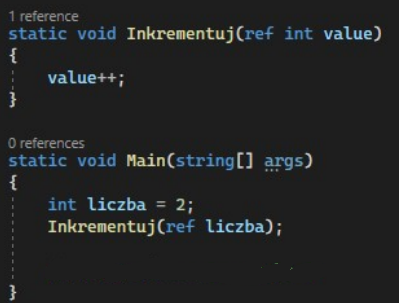 1 reference
static void Inkrementuj(ref int value)
{
value++;
}
0 references
static void Main(string[] args)
{
int liczba = 2;
Inkrementuj(ref liczba);
}